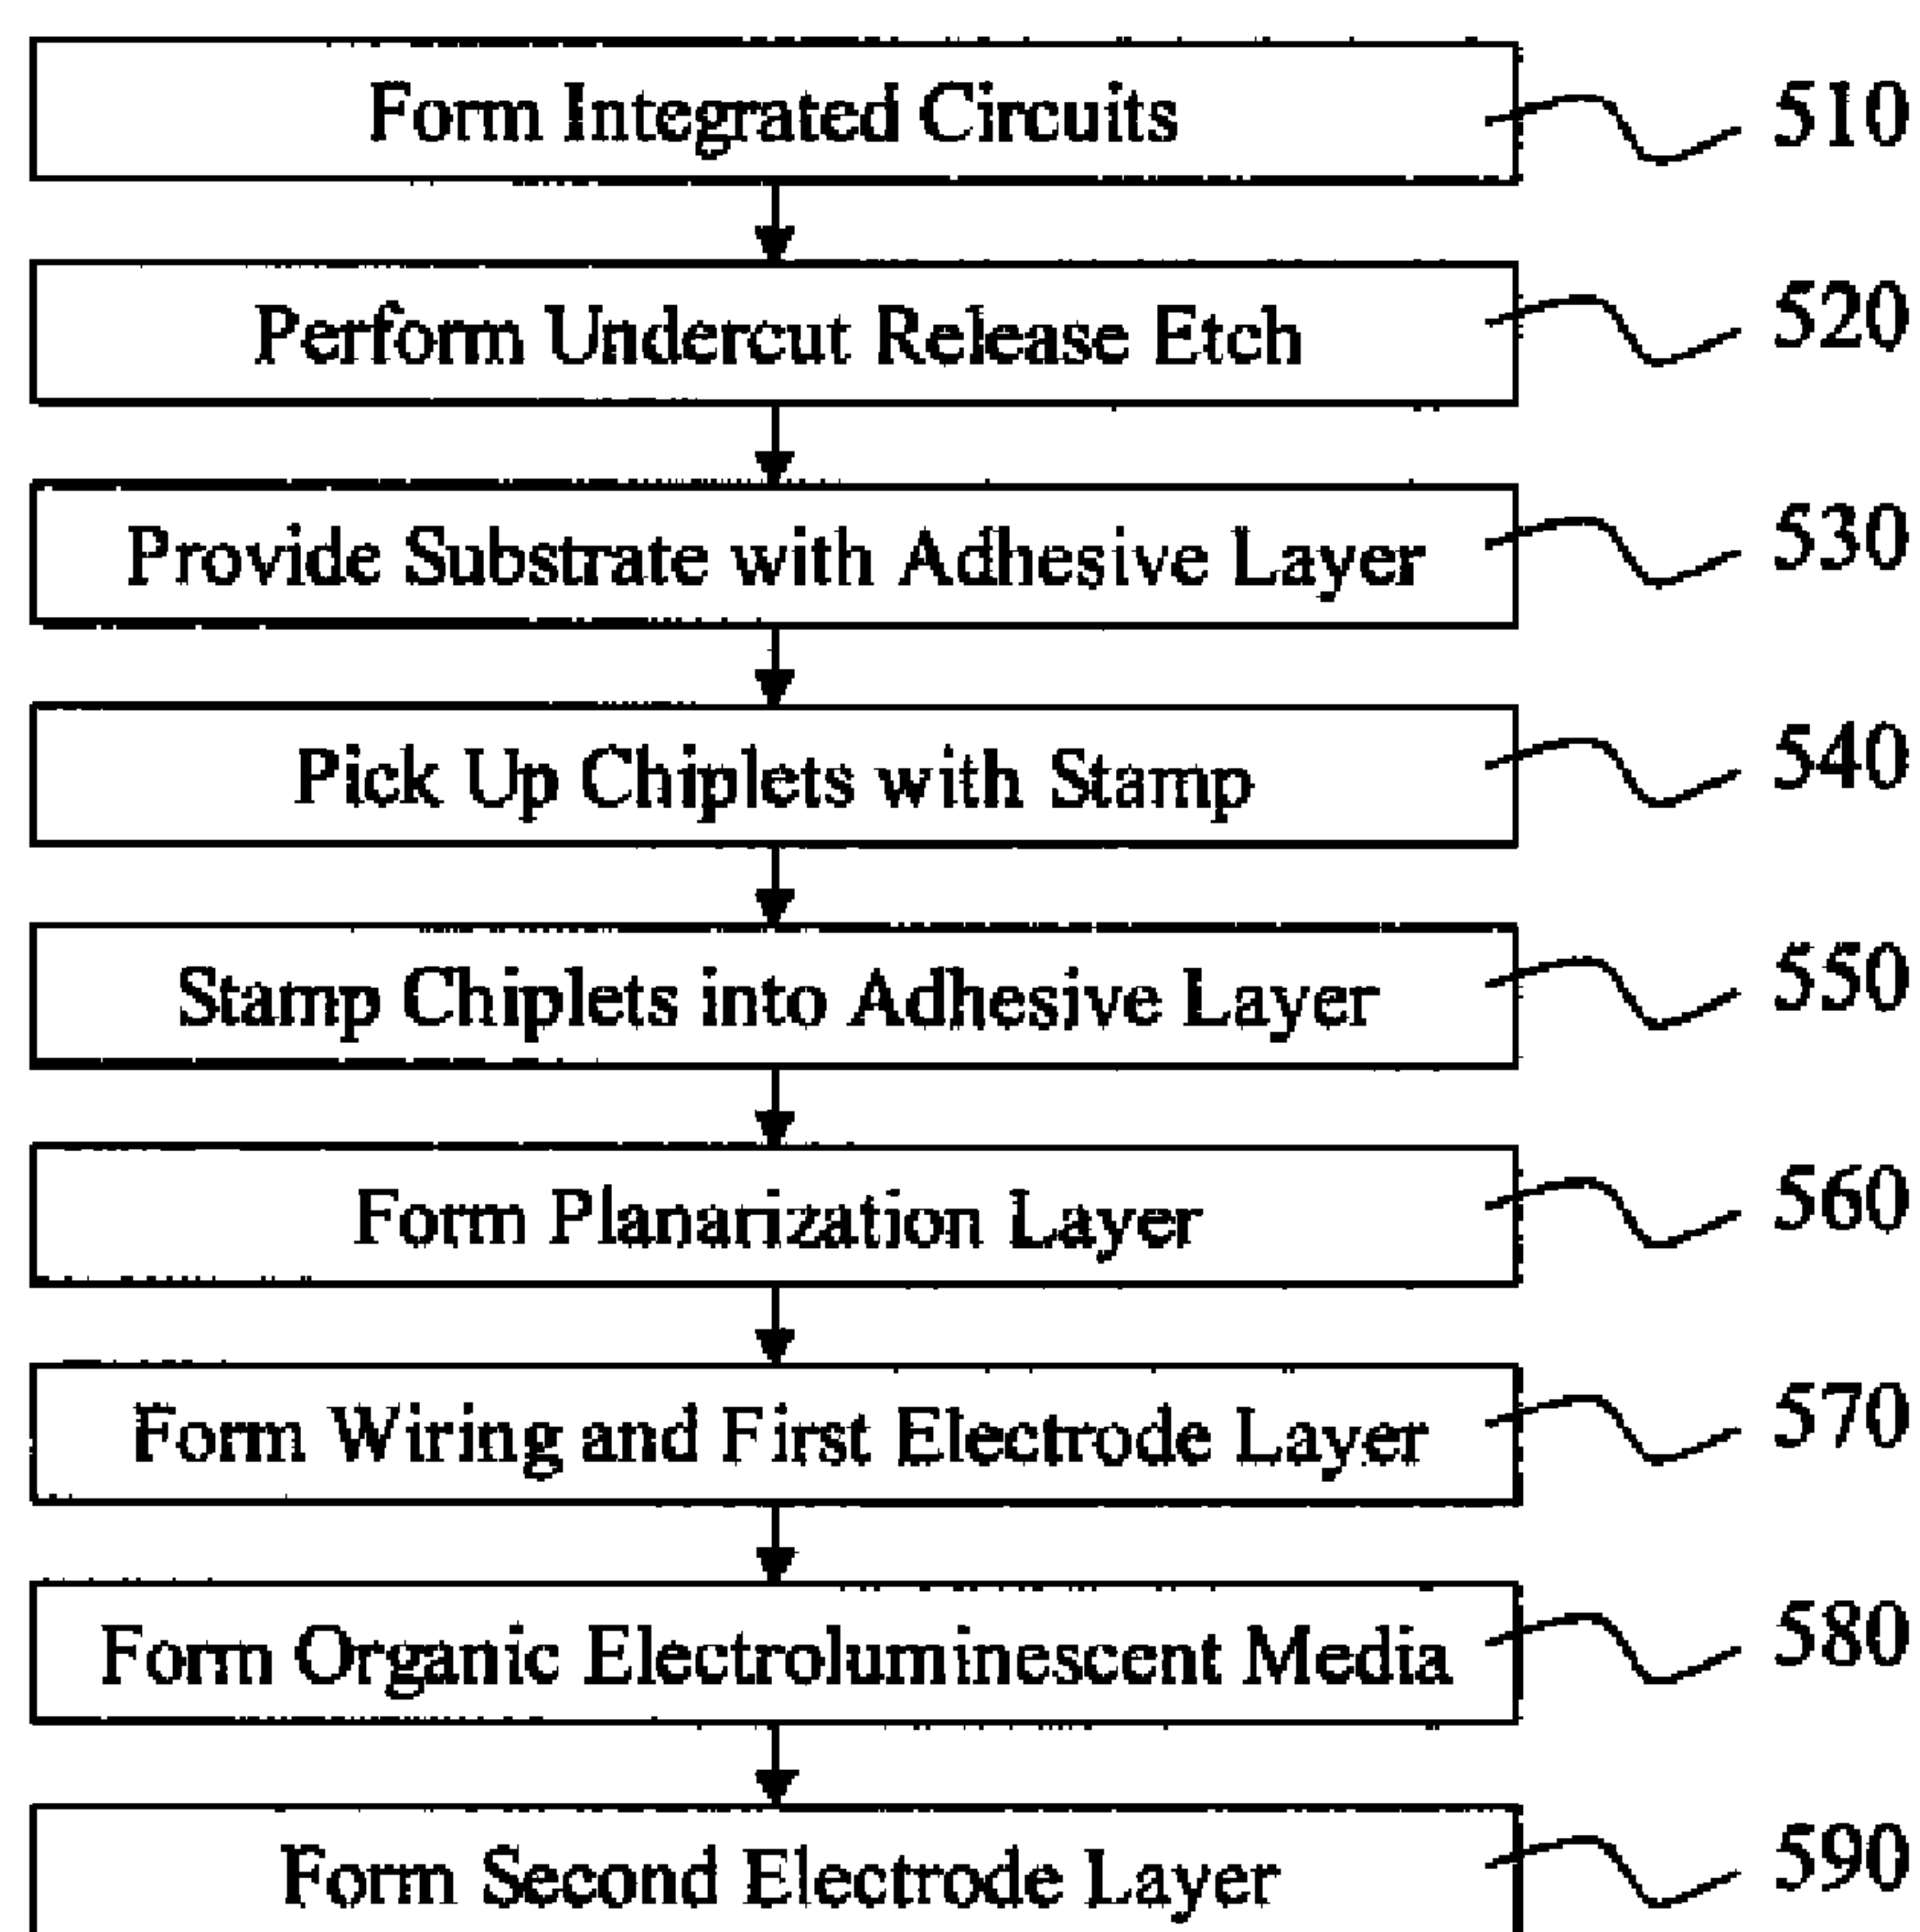 Form Integrated Circuits 510
Perform Undercut Release Etch 520
Provide Substrate with Adhesive Layer 530
Pick Up Chiplets with Stamp 540
Stamp Chiplets into Adhesive Layer 550
Form Planarization Layer 560
Form Wiring and First Electrode Layer 570
Form Organic Electroluminescent Media 580
Form Second Electrode Layer 590